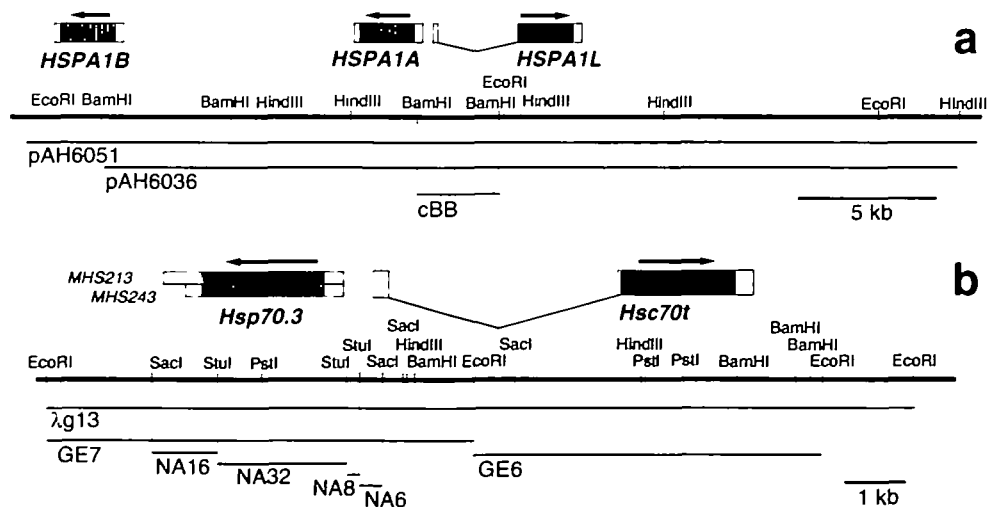 a
HSPA1B HSPA1A HSPA1L
EcoRI
EcoRI BamHI BamHI HindIII HindIII BamHI BamHI HindIII HindIII EcoRI HindIII
pAH6051
pAH6036
cBB
5 kb
b
MHS213
MHS243
Hsp70.3 Hsc70t
SacI BamHI
StuI HindIII SacI HindIII BamHI
EcoRI SacI StuI PstI StuI SacI BamHI EcoRI PstI PstI BamHI EcoRI EcoRI
λg13
GE7 GE6
NA16
NA32
NA8
NA6
1 kb